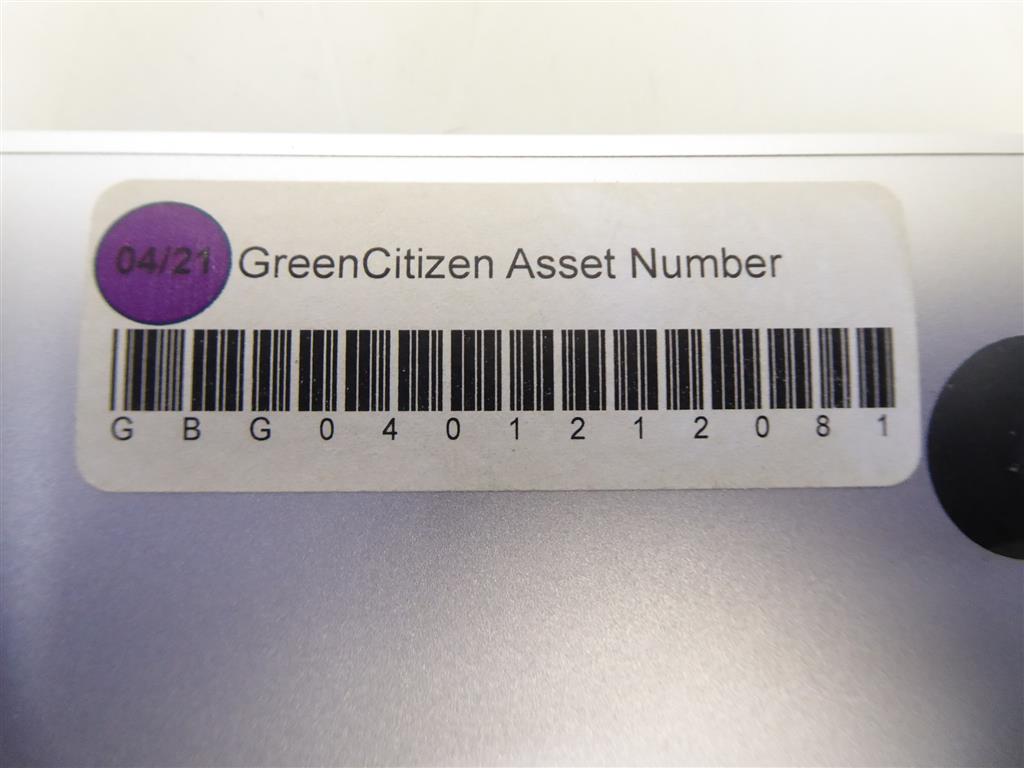 04/21 GreenCitizen Asset Number
G B G 0 4 0 1 2 1 2 0 8 1